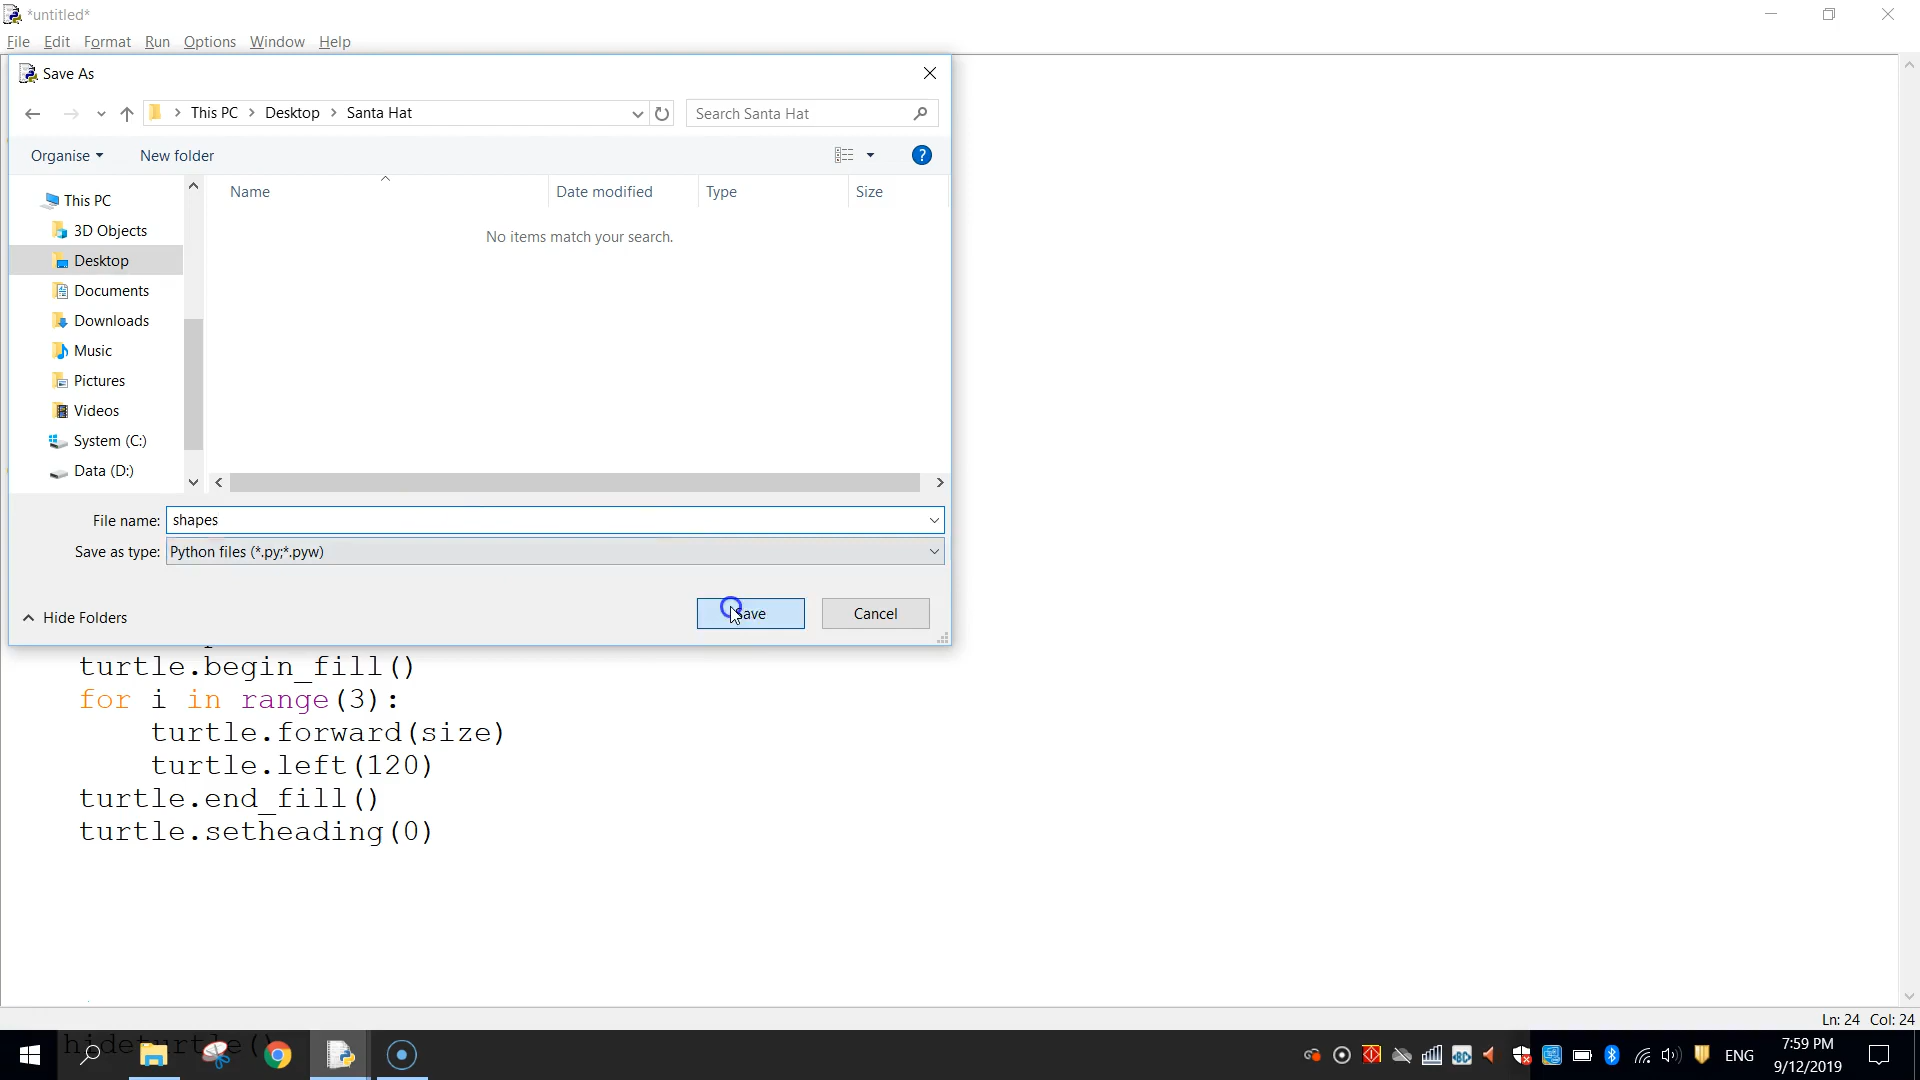 *untitled*
File Edit Format Run Options Window Help
Save As
This PC Desktop Santa Hat
Search Santa Hat
Organise New folder
Name Date modified Type Size
No items match your search.
This PC
3D Objects
Desktop
Documents
Downloads
Music
Pictures
Videos
System (C:)
Data (D:)
File name: shapes
Save as type: Python files (*.py;*.pyw)
Hide Folders
Save Cancel
turtle.begin_fill()
for i in range(3):
turtle.forward(size)
turtle.left(120)
turtle.end_fill()
turtle.setheading(0)
Ln: 24 Col: 24
hideturtle()
ENG
7:59 PM
9/12/2019